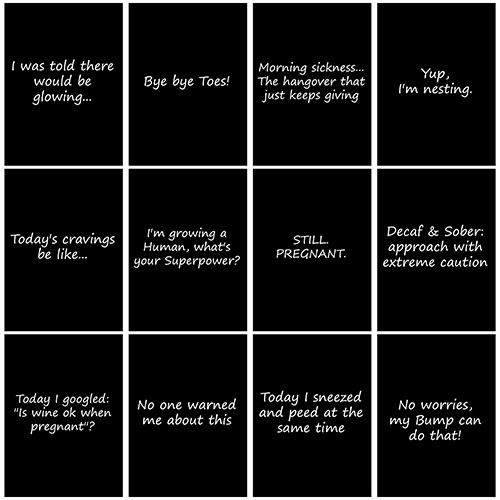 I was told there
would be
glowing...
Bye bye Toes!
Morning sickness...
The hangover that
just keeps giving
Yup,
I'm nesting.
Today's cravings
be like...
I'm growing a
Human, what's
your Superpower?
STILL.
PREGNANT.
Decaf & Sober:
approach with
extreme caution
Today I googled:
"Is wine ok when
pregnant"?
No one warned
me about this
Today I sneezed
and peed at the
same time
No worries,
my Bump can
do that!